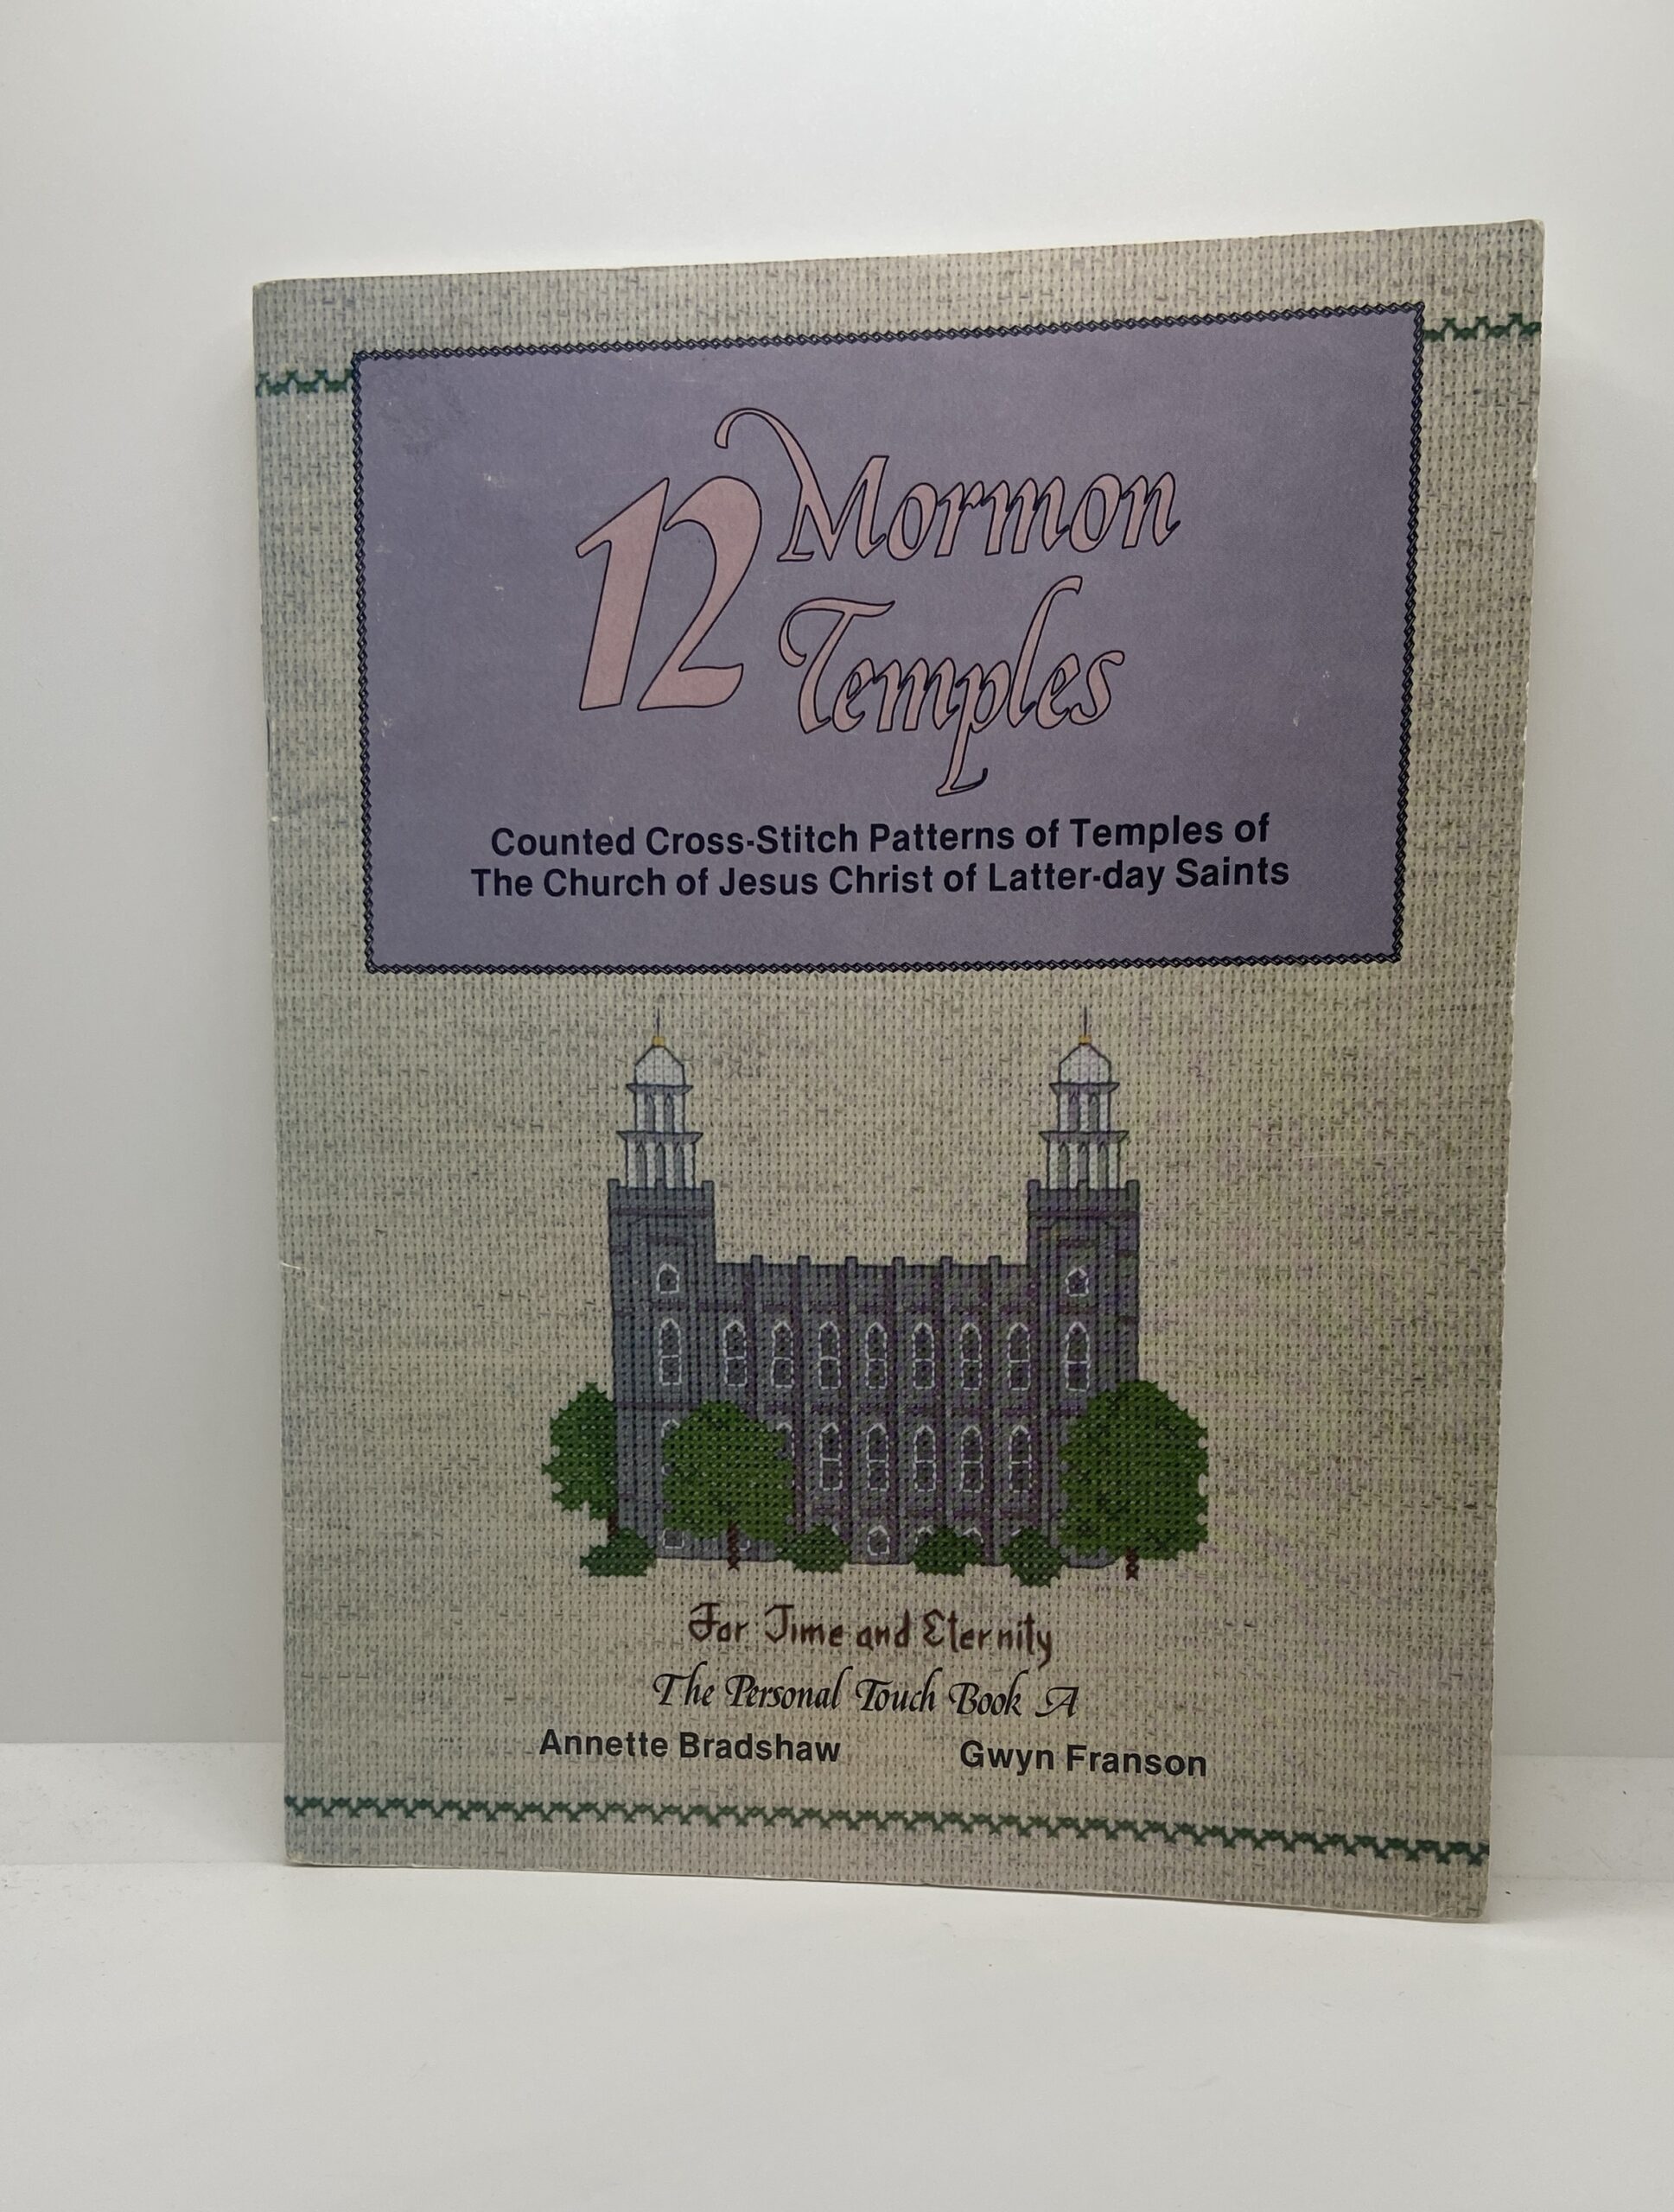 12 Mormon
Temples
Counted Cross-Stitch Patterns of Temples of
The Church of Jesus Christ of Latter-day Saints
For Time and Eternity
The Personal Touch Book A
Annette Bradshaw Gwyn Franson